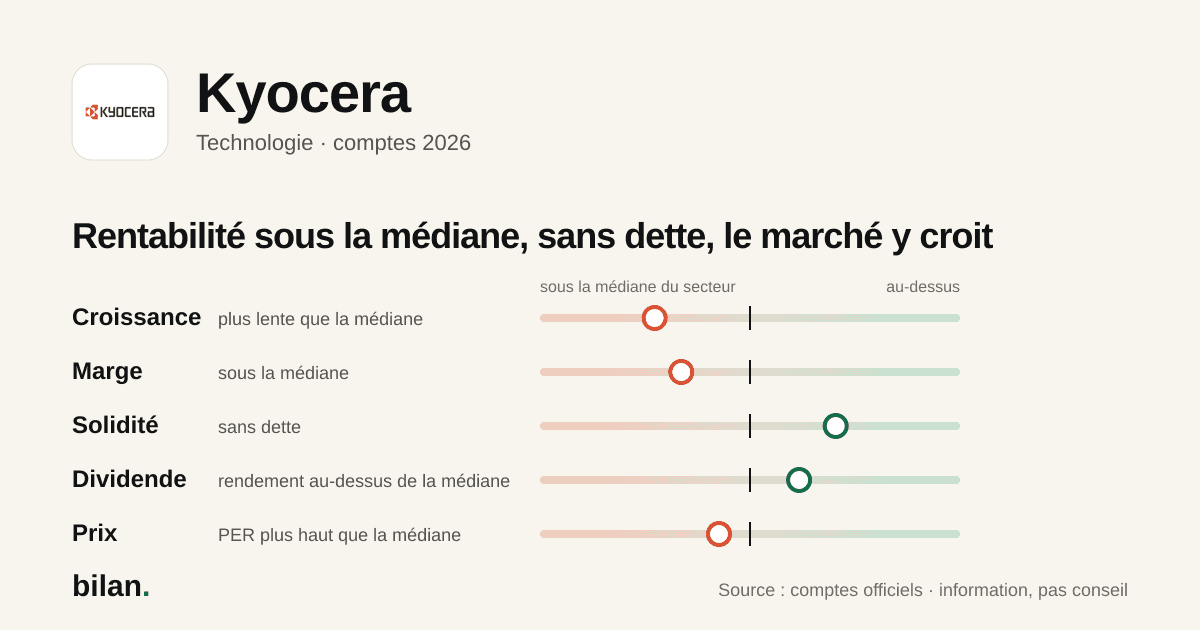 KYOCERA
Kyocera
Technologie · comptes 2026
Rentabilité sous la médiane, sans dette, le marché y croit
sous la médiane du secteur au-dessus
Croissance plus lente que la médiane
Marge sous la médiane
Solidité sans dette
Dividende rendement au-dessus de la médiane
Prix PER plus haut que la médiane
bilan.
Source : comptes officiels · information, pas conseil